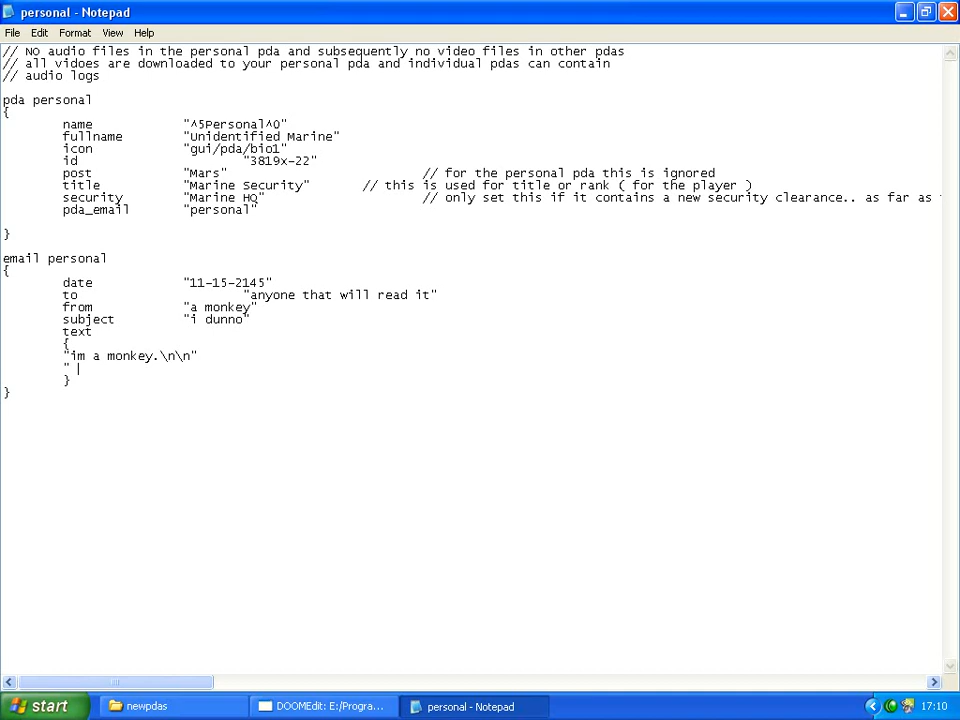 personal - Notepad
File Edit Format View Help
// NO audio files in the personal pda and subsequently no video files in other pdas
// all vidoes are downloaded to your personal pda and individual pdas can contain
// audio logs
pda personal
{
name "^5Personal^0"
fullname "Unidentified Marine"
icon "gui/pda/bio1"
id "3819x-22"
post "Mars" // for the personal pda this is ignored
title "Marine Security" // this is used for title or rank ( for the player )
security "Marine HQ" // only set this if it contains a new security clearance.. as far as
pda_email "personal"
}
email personal
{
date "11-15-2145"
to "anyone that will read it"
from "a monkey"
subject "i dunno"
text
{
"im a monkey.\n\n"
"
}
}
start newpdas DOOMEdit: E:/Progra... personal - Notepad 17:10